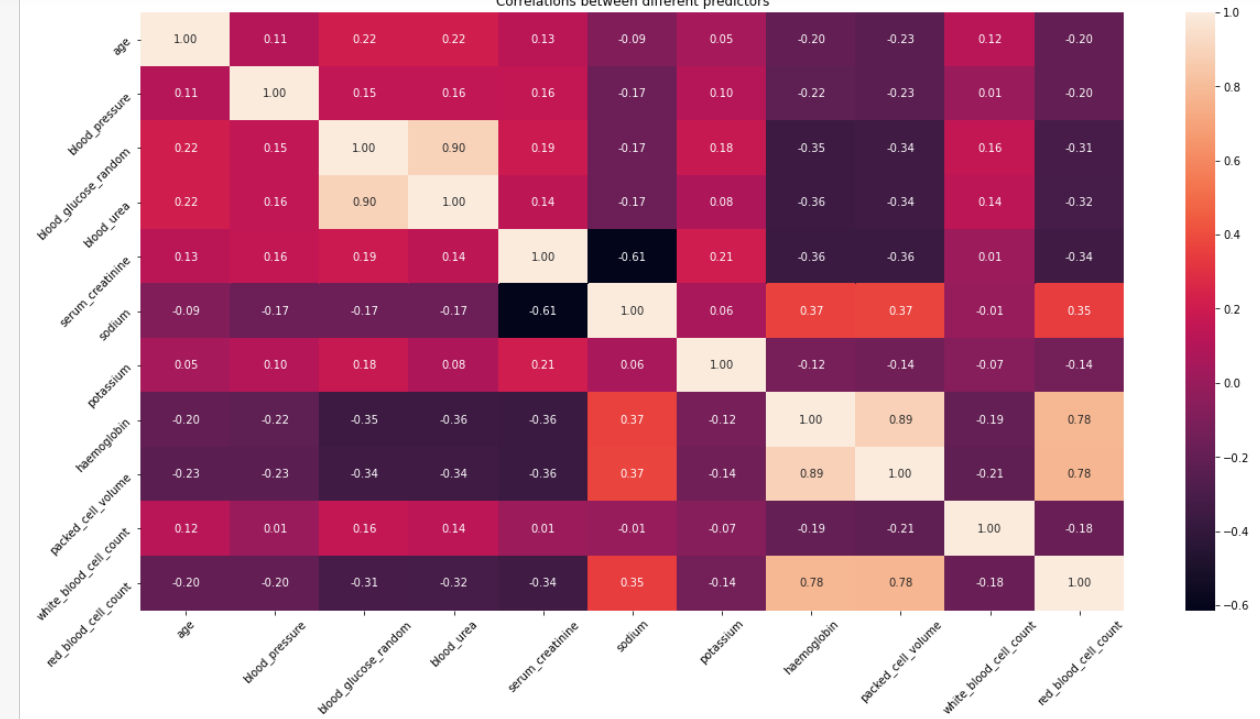 Correlations between different predictors
age 1.00 0.11 0.22 0.22 0.13 -0.09 0.05 -0.20 -0.23 0.12 -0.20
blood_pressure 0.11 1.00 0.15 0.16 0.16 -0.17 0.10 -0.22 -0.23 0.01 -0.20
blood_glucose_random 0.22 0.15 1.00 0.90 0.19 -0.17 0.18 -0.35 -0.34 0.16 -0.31
blood_urea 0.22 0.16 0.90 1.00 0.14 -0.17 0.08 -0.36 -0.34 0.14 -0.32
serum_creatinine 0.13 0.16 0.19 0.14 1.00 -0.61 0.21 -0.36 -0.36 0.01 -0.34
sodium -0.09 -0.17 -0.17 -0.17 -0.61 1.00 0.06 0.37 0.37 -0.01 0.35
potassium 0.05 0.10 0.18 0.08 0.21 0.06 1.00 -0.12 -0.14 -0.07 -0.14
haemoglobin -0.20 -0.22 -0.35 -0.36 -0.36 0.37 -0.12 1.00 0.89 -0.19 0.78
packed_cell_volume -0.23 -0.23 -0.34 -0.34 -0.36 0.37 -0.14 0.89 1.00 -0.21 0.78
white_blood_cell_count 0.12 0.01 0.16 0.14 0.01 -0.01 -0.07 -0.19 -0.21 1.00 -0.18
red_blood_cell_count -0.20 -0.20 -0.31 -0.32 -0.34 0.35 -0.14 0.78 0.78 -0.18 1.00
age blood_pressure blood_glucose_random blood_urea serum_creatinine sodium potassium haemoglobin packed_cell_volume white_blood_cell_count red_blood_cell_count
1.0
0.8
0.6
0.4
0.2
0.0
−0.2
−0.4
−0.6